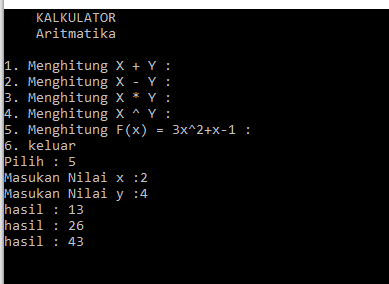 KALKULATOR
Aritmatika
1. Menghitung X + Y :
2. Menghitung X - Y :
3. Menghitung X * Y :
4. Menghitung X ^ Y :
5. Menghitung F(x) = 3x^2+x-1 :
6. keluar
Pilih : 5
Masukan Nilai x :2
Masukan Nilai y :4
hasil : 13
hasil : 26
hasil : 43